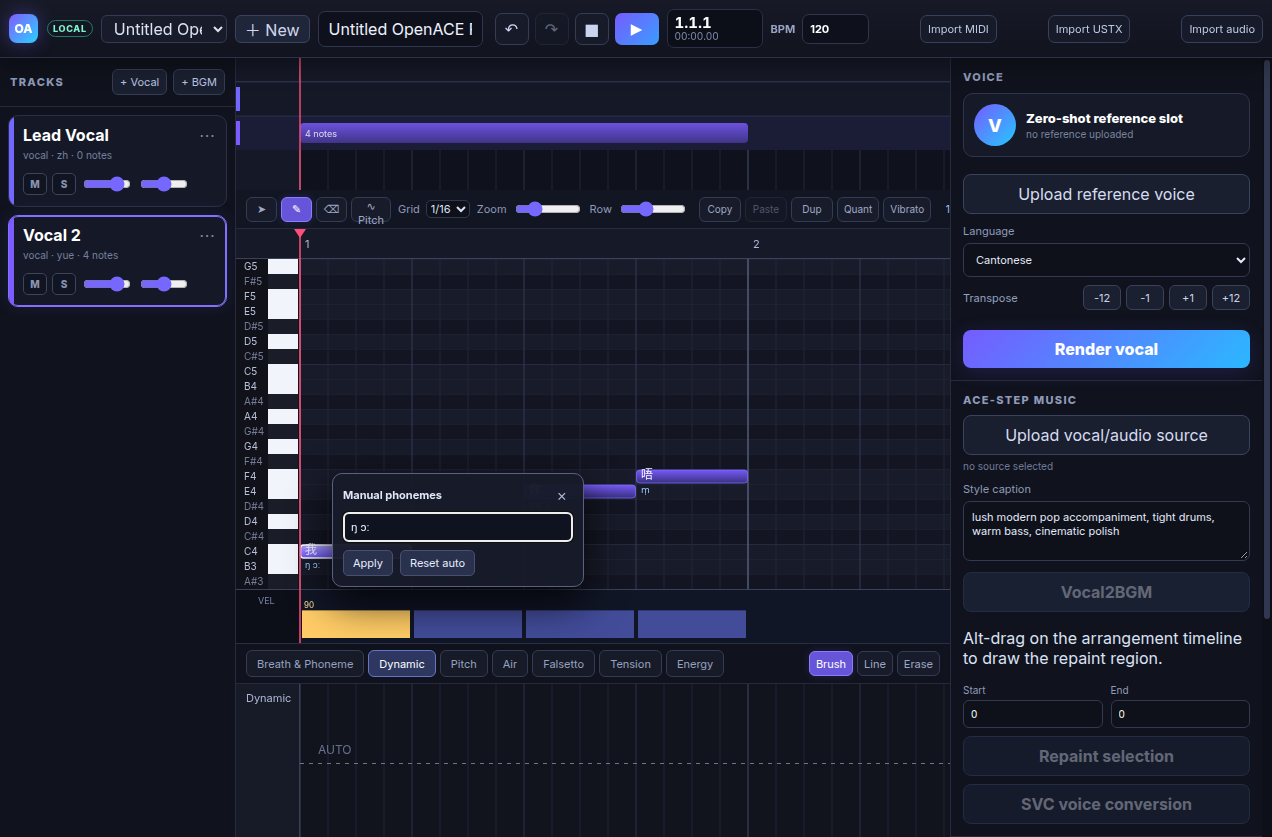 OA
LOCAL
Untitled Ope
+ New
Untitled OpenACE
1.1.1
00:00.00
BPM
120
Import MIDI
Import USTX
Import audio
TRACKS
+ Vocal
+ BGM
Lead Vocal
vocal · zh · 0 notes
M
S
Vocal 2
vocal · yue · 4 notes
M
S
4 notes
Pitch
Grid
1/16
Zoom
Row
Copy
Paste
Dup
Quant
Vibrato
1
1
2
G5
F#5
F5
E5
D#5
D5
C#5
C5
B4
A#4
A4
G#4
G4
F#4
F4
E4
D#4
D4
C#4
C4
B3
A#3
唔
m̩
我
ŋ ɔː
Manual phonemes
×
ŋ ɔː
Apply
Reset auto
VEL
90
Breath & Phoneme
Dynamic
Pitch
Air
Falsetto
Tension
Energy
Brush
Line
Erase
Dynamic
AUTO
VOICE
V
Zero-shot reference slot
no reference uploaded
Upload reference voice
Language
Cantonese
Transpose
-12
-1
+1
+12
Render vocal
ACE-STEP MUSIC
Upload vocal/audio source
no source selected
Style caption
lush modern pop accompaniment, tight drums,
warm bass, cinematic polish
Vocal2BGM
Alt-drag on the arrangement timeline
to draw the repaint region.
Start
End
0
0
Repaint selection
SVC voice conversion